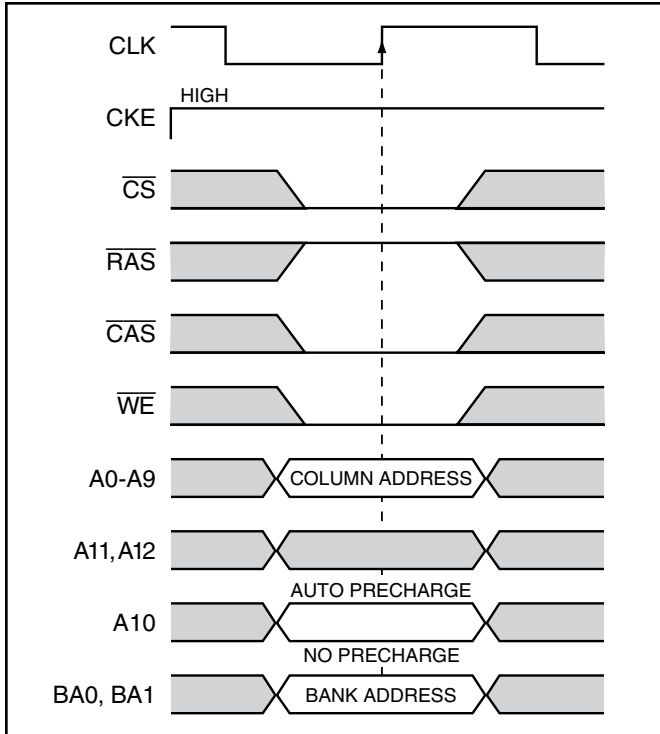 CLK
HIGH
CKE
CS
RAS
CAS
WE
A0-A9 COLUMN ADDRESS
A11, A12
AUTO PRECHARGE
A10
NO PRECHARGE
BA0, BA1 BANK ADDRESS